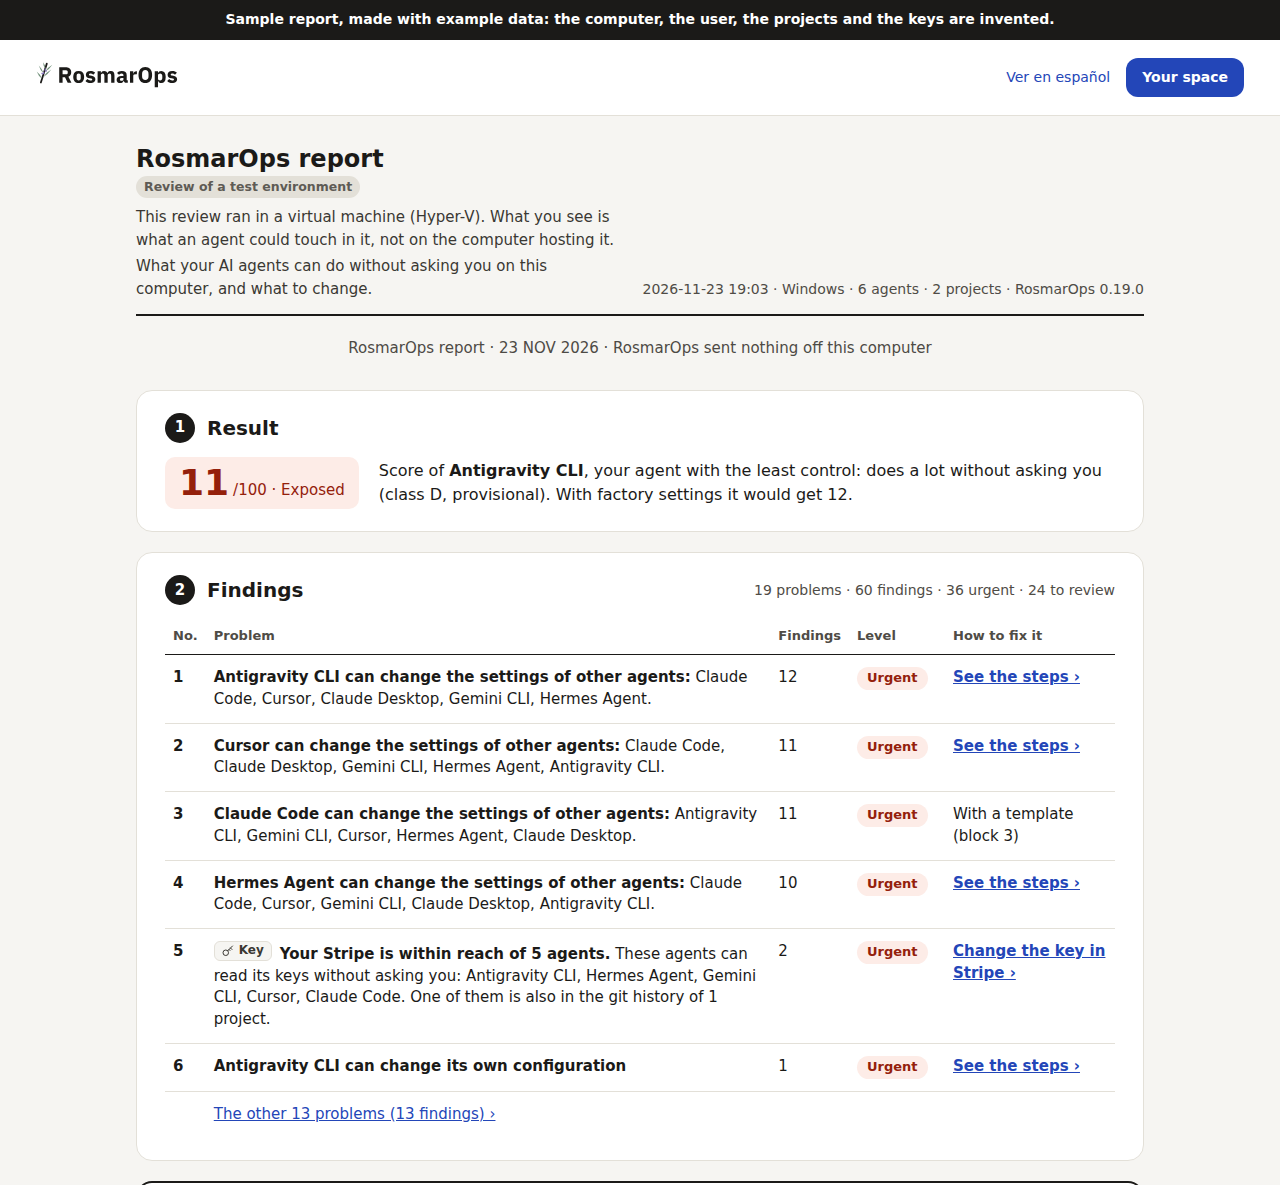 Sample report, made with example data: the computer, the user, the projects and the keys are invented.
RosmarOps
Ver en español
Your space
RosmarOps report
Review of a test environment
This review ran in a virtual machine (Hyper-V). What you see is
what an agent could touch in it, not on the computer hosting it.
What your AI agents can do without asking you on this
computer, and what to change.
2026-11-23 19:03 · Windows · 6 agents · 2 projects · RosmarOps 0.19.0
RosmarOps report · 23 NOV 2026 · RosmarOps sent nothing off this computer
1 Result
11 /100 · Exposed
Score of Antigravity CLI, your agent with the least control: does a lot without asking you
(class D, provisional). With factory settings it would get 12.
2 Findings
19 problems · 60 findings · 36 urgent · 24 to review
No. Problem Findings Level How to fix it
1 Antigravity CLI can change the settings of other agents: Claude 12 Urgent See the steps ›
Code, Cursor, Claude Desktop, Gemini CLI, Hermes Agent.
2 Cursor can change the settings of other agents: Claude Code, 11 Urgent See the steps ›
Claude Desktop, Gemini CLI, Hermes Agent, Antigravity CLI.
3 Claude Code can change the settings of other agents: Antigravity 11 Urgent With a template
CLI, Gemini CLI, Cursor, Hermes Agent, Claude Desktop. (block 3)
4 Hermes Agent can change the settings of other agents: Claude 10 Urgent See the steps ›
Code, Cursor, Gemini CLI, Claude Desktop, Antigravity CLI.
5 Key Your Stripe is within reach of 5 agents. These agents can 2 Urgent Change the key in
read its keys without asking you: Antigravity CLI, Hermes Agent, Gemini Stripe ›
CLI, Cursor, Claude Code. One of them is also in the git history of 1
project.
6 Antigravity CLI can change its own configuration 1 Urgent See the steps ›
The other 13 problems (13 findings) ›